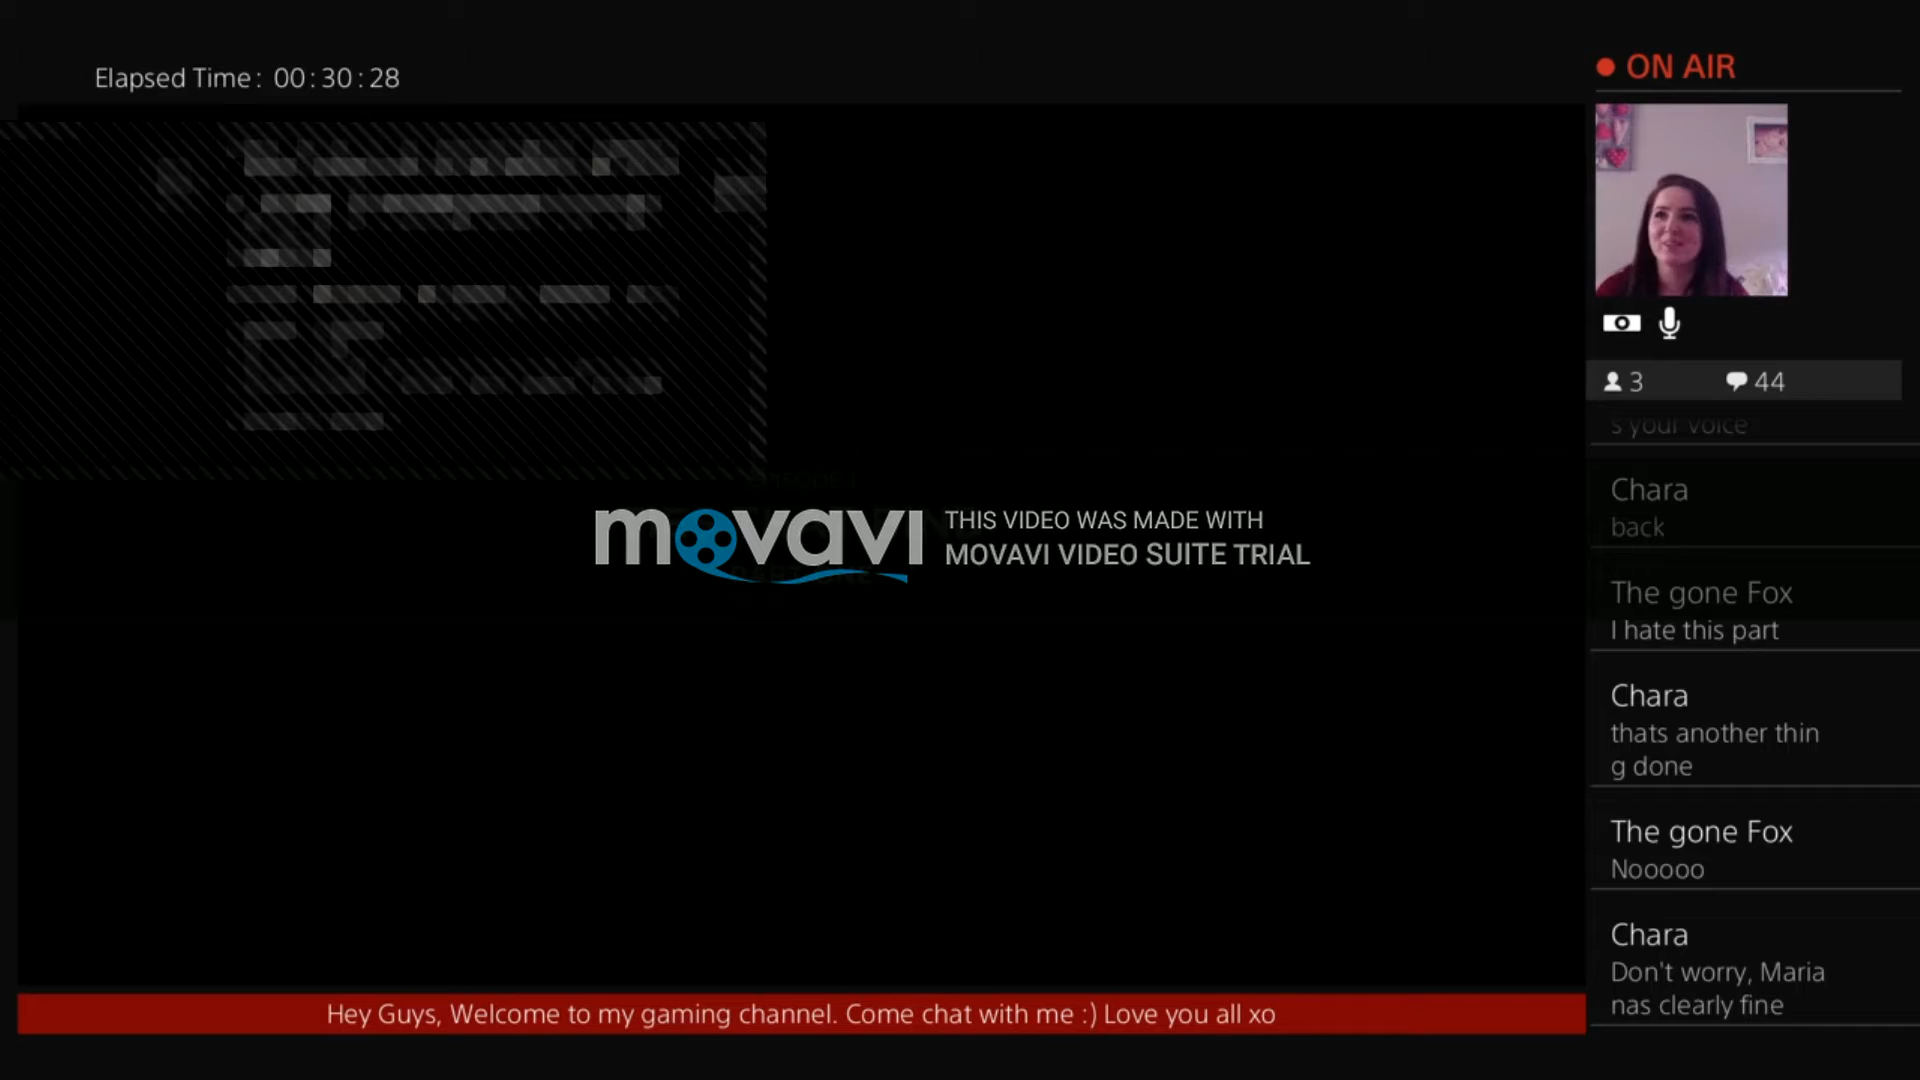 Elapsed Time: 00:30:28
ON AIR
3 44
s your voice
Chara
back
The gone Fox
I hate this part
Chara
thats another thin
g done
The gone Fox
Nooooo
Chara
Don't worry, Maria
nas clearly fine
movavi
THIS VIDEO WAS MADE WITH
MOVAVI VIDEO SUITE TRIAL
Hey Guys, Welcome to my gaming channel. Come chat with me :) Love you all xo